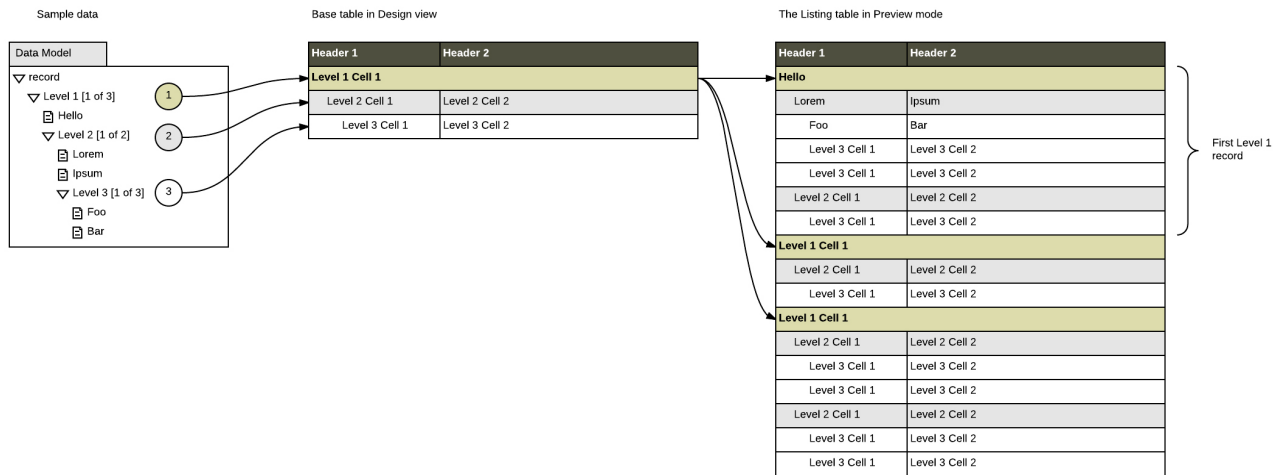 Sample data
Base table in Design view
The Listing table in Preview mode
Data Model
record
Level 1 [1 of 3]
Hello
Level 2 [1 of 2]
Lorem
Ipsum
Level 3 [1 of 3]
Foo
Bar
1
2
3
Header 1 Header 2
Level 1 Cell 1
Level 2 Cell 1 Level 2 Cell 2
Level 3 Cell 1 Level 3 Cell 2
Header 1 Header 2
Hello
Lorem Ipsum
Foo Bar
Level 3 Cell 1 Level 3 Cell 2
Level 3 Cell 1 Level 3 Cell 2
Level 2 Cell 1 Level 2 Cell 2
Level 3 Cell 1 Level 3 Cell 2
Level 1 Cell 1
Level 2 Cell 1 Level 2 Cell 2
Level 3 Cell 1 Level 3 Cell 2
Level 1 Cell 1
Level 2 Cell 1 Level 2 Cell 2
Level 3 Cell 1 Level 3 Cell 2
Level 3 Cell 1 Level 3 Cell 2
Level 2 Cell 1 Level 2 Cell 2
Level 3 Cell 1 Level 3 Cell 2
Level 3 Cell 1 Level 3 Cell 2
First Level 1
record